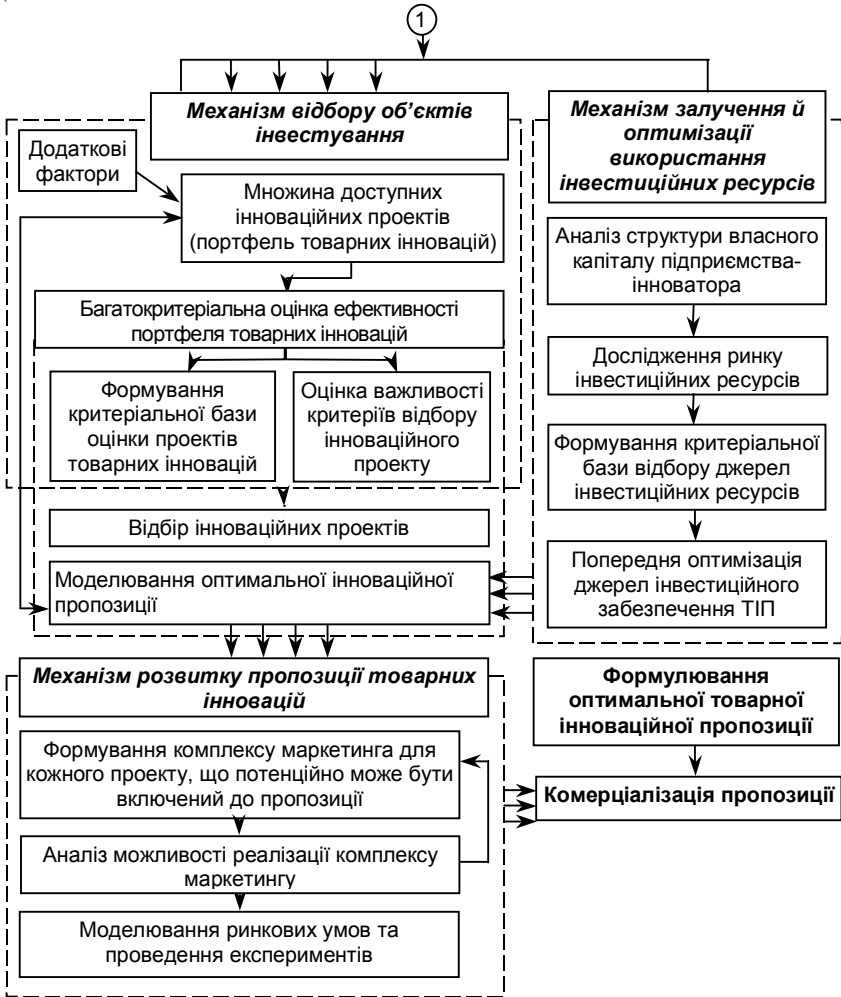 1
Механізм відбору об'єктів
інвестування
Механізм залучення й
оптимізації
використання
інвестиційних ресурсів
Додаткові
фактори
Множина доступних
інноваційних проектів
(портфель товарних інновацій)
Аналіз структури власного
капіталу підприємства-
інноватора
Багатокритеріальна оцінка ефективності
портфеля товарних інновацій
Дослідження ринку
інвестиційних ресурсів
Формування
критеріальної бази
оцінки проектів
товарних інновацій
Оцінка важливості
критеріїв відбору
інноваційного
проекту
Формування критеріальної
бази відбору джерел
інвестиційних ресурсів
Відбір інноваційних проектів
Моделювання оптимальної інноваційної
пропозиції
Попередня оптимізація
джерел інвестиційного
забезпечення ТІП
Механізм розвитку пропозиції товарних
інновацій
Формулювання
оптимальної товарної
інноваційної пропозиції
Формування комплексу маркетинга для
кожного проекту, що потенційно може бути
включений до пропозиції
Комерціалізація пропозиції
Аналіз можливості реалізації комплексу
маркетингу
Моделювання ринкових умов та
проведення експериментів